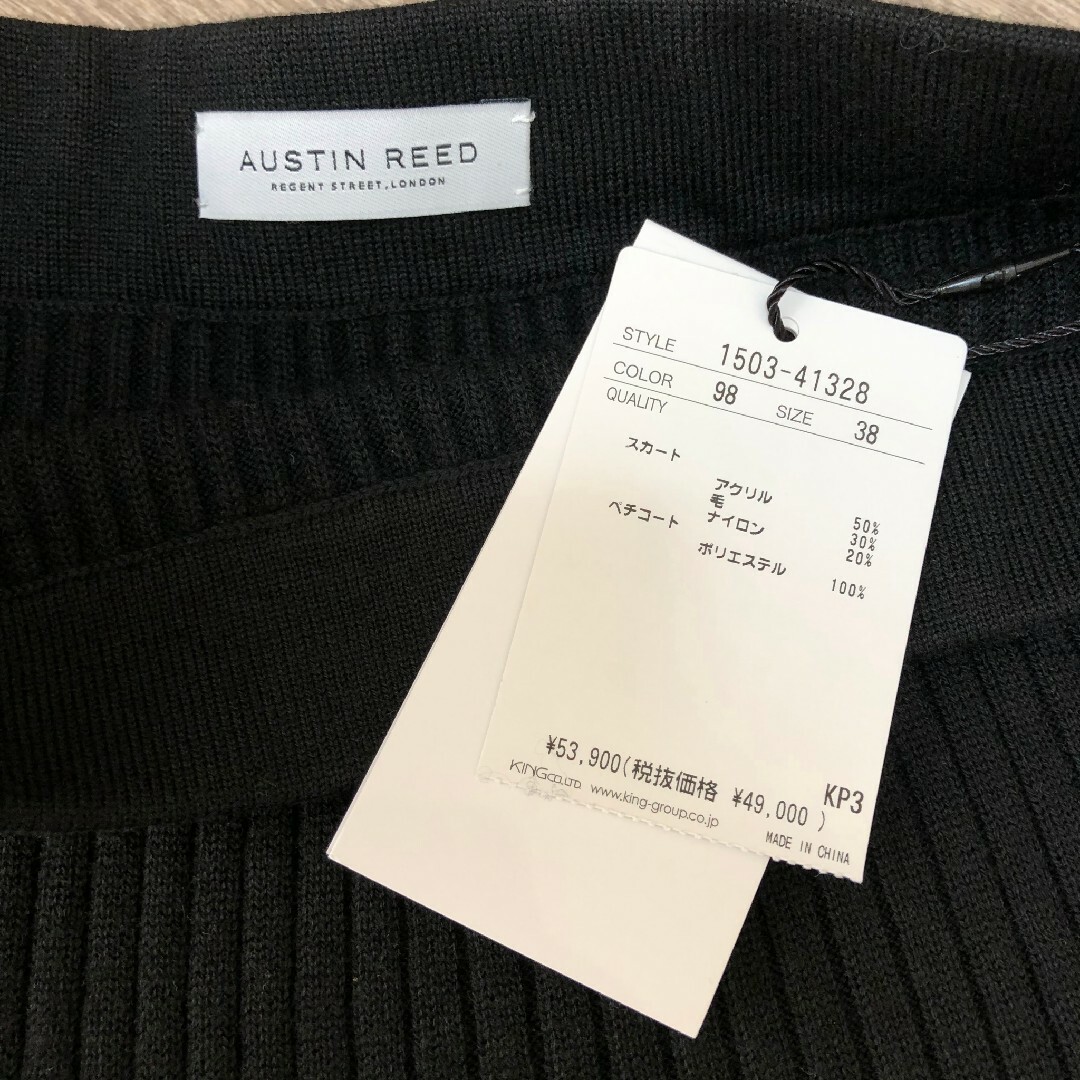 AUSTIN REED
REGENT STREET, LONDON
STYLE 1503-41328
COLOR 98 SIZE 38
QUALITY
スカート
アクリル 50%
毛 30%
ナイロン 20%
ペチコート
ポリエステル 100%
¥53,900(税抜価格 ¥49,000 ) KP3
KING CO.,LTD. www.king-group.co.jp
MADE IN CHINA